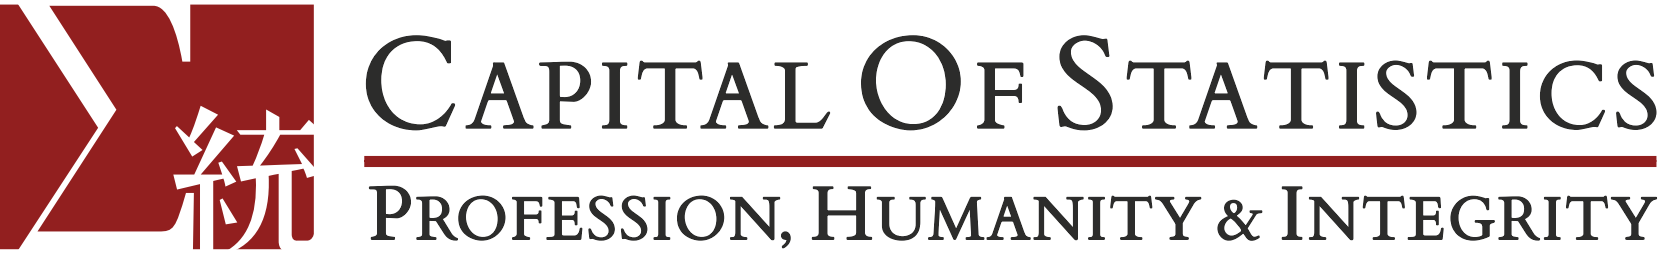 統
CAPITAL OF STATISTICS
PROFESSION, HUMANITY & INTEGRITY